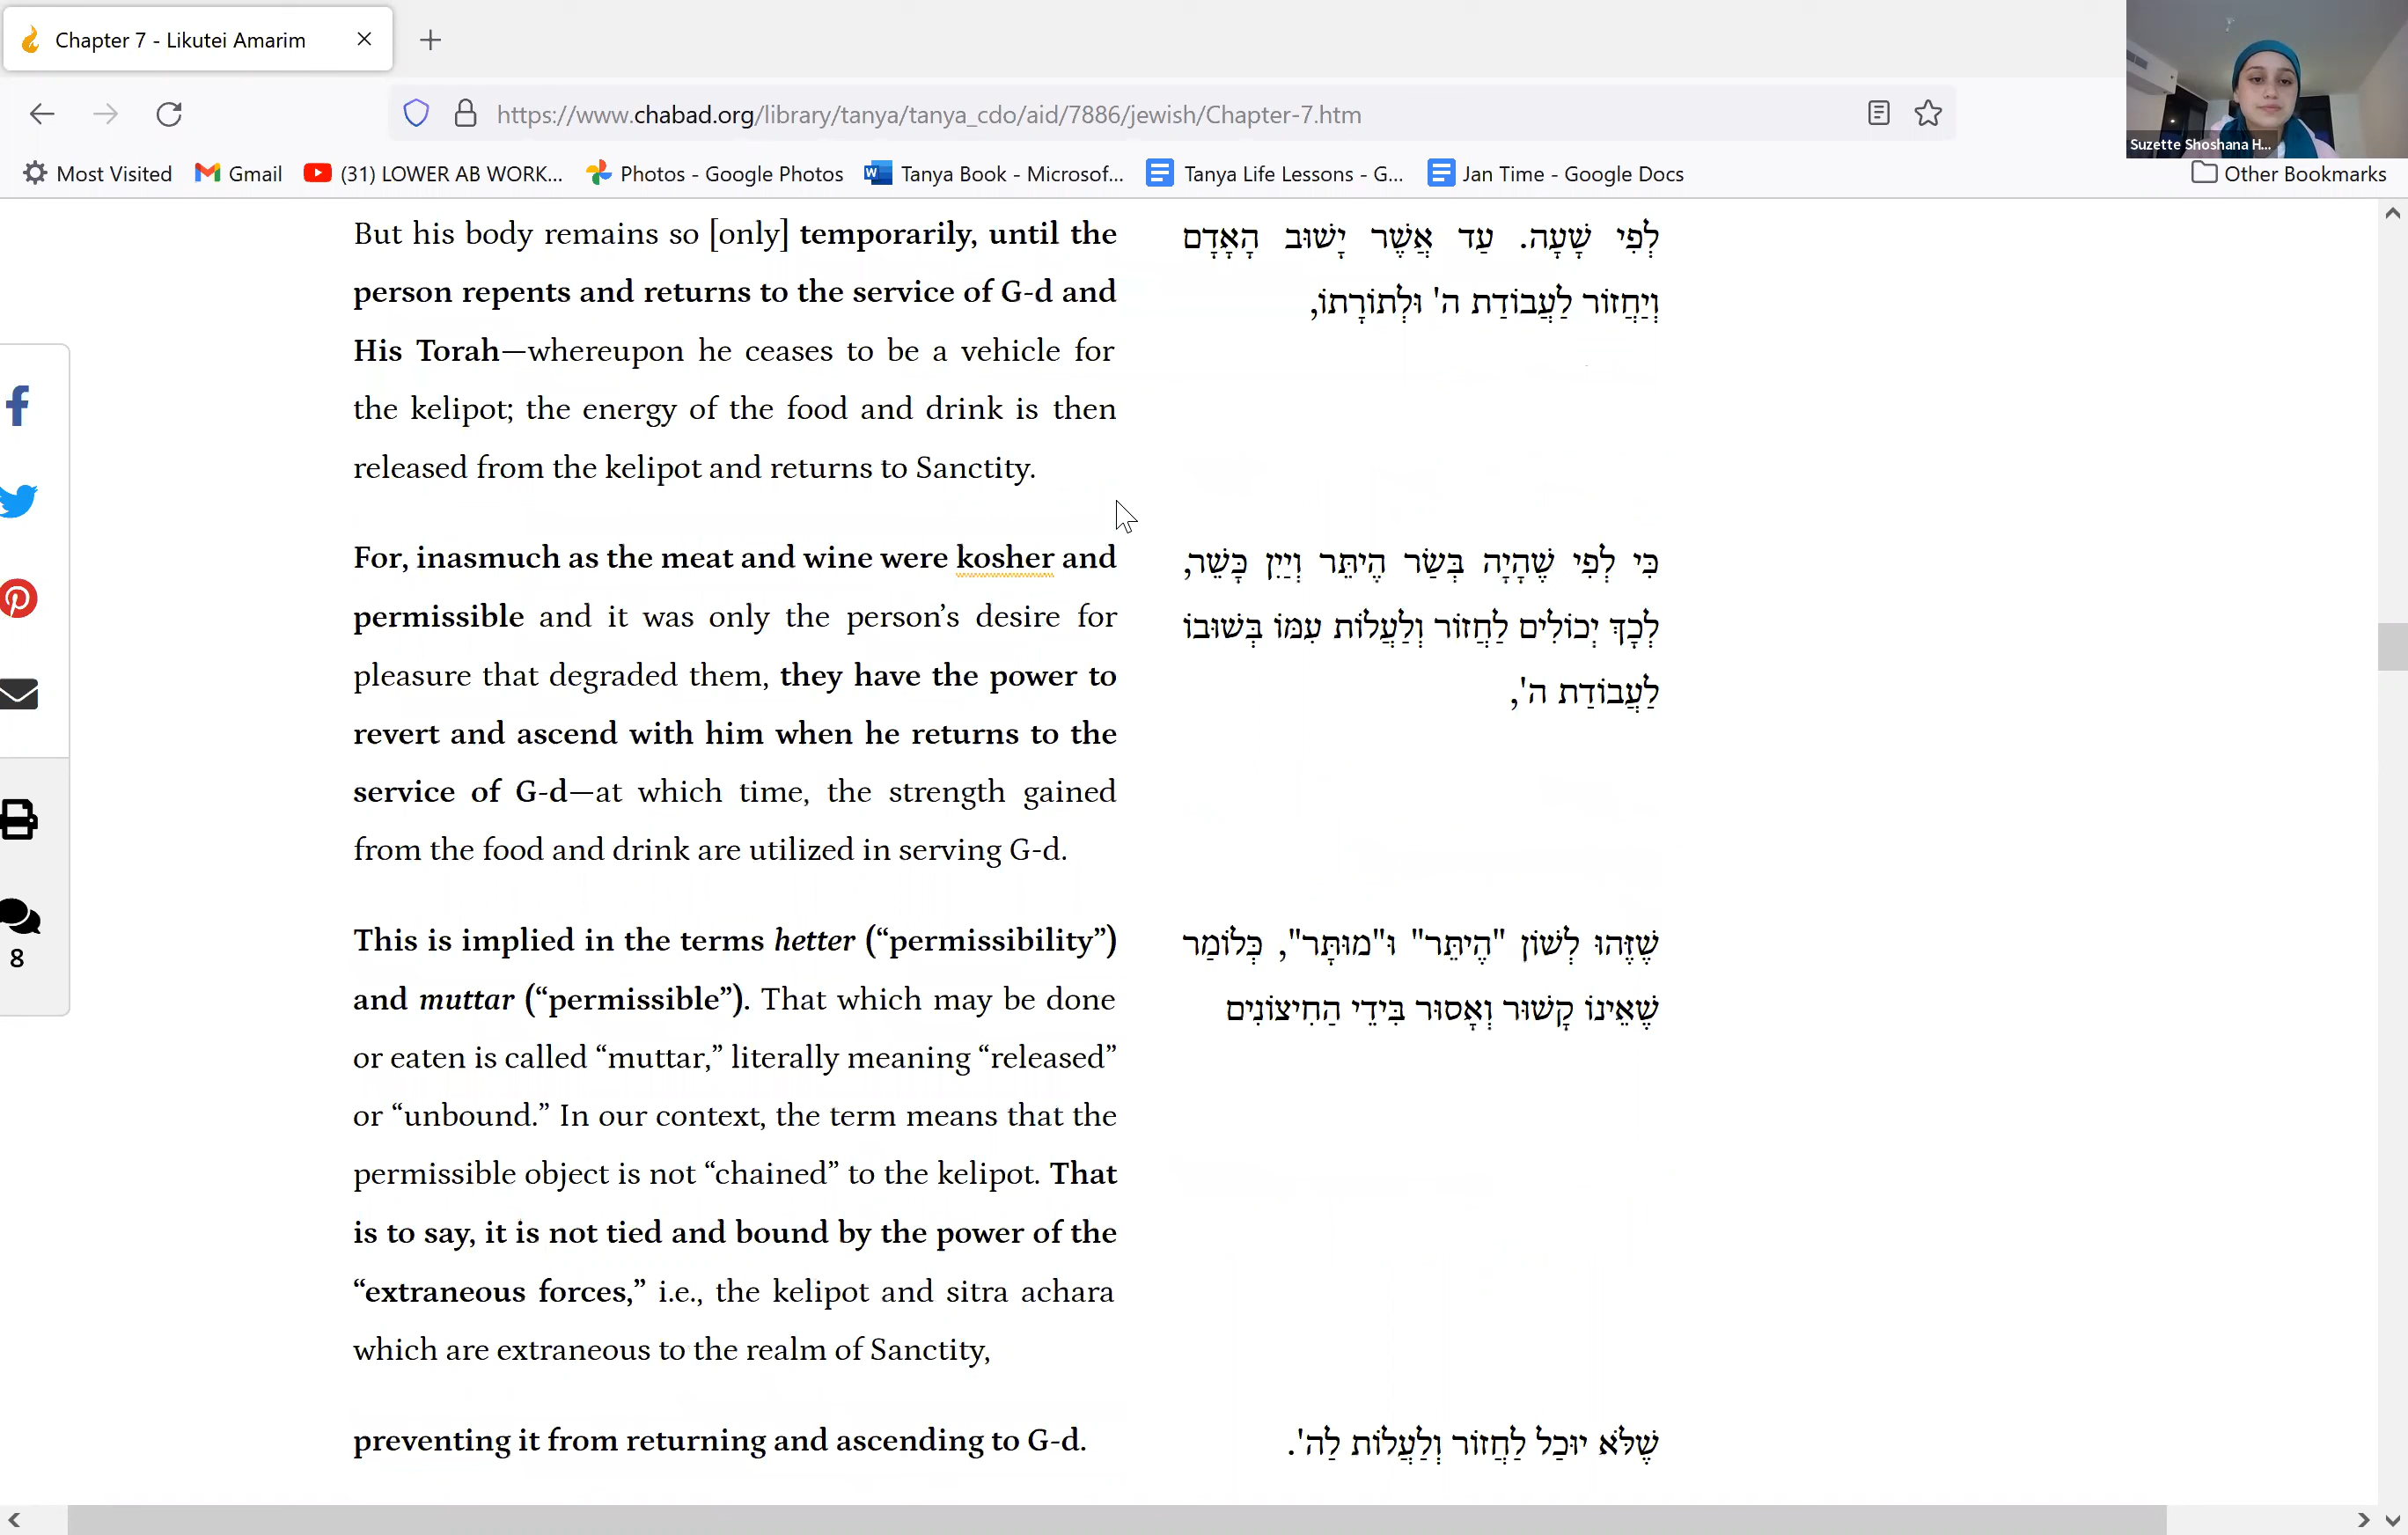 Chapter 7 - Likutei Amarim
https://www.chabad.org/library/tanya/tanya_cdo/aid/7886/jewish/Chapter-7.htm
Suzette Shoshana H...
Most Visited
Gmail
(31) LOWER AB WORK...
Photos - Google Photos
Tanya Book - Microsof...
Tanya Life Lessons - G...
Jan Time - Google Docs
Other Bookmarks
But his body remains so [only] temporarily, until the
person repents and returns to the service of G-d and
His Torah—whereupon he ceases to be a vehicle for
the kelipot; the energy of the food and drink is then
released from the kelipot and returns to Sanctity.
לְפִי שָׁעָה. עַד אֲשֶׁר יָשׁוּב הָאָדָם
וְיַחֲזוֹר לַעֲבוֹדַת ה' וּלְתוֹרָתוֹ,
For, inasmuch as the meat and wine were kosher and
permissible and it was only the person’s desire for
pleasure that degraded them, they have the power to
revert and ascend with him when he returns to the
service of G-d—at which time, the strength gained
from the food and drink are utilized in serving G-d.
כִּי לְפִי שֶׁהָיָה בְּשַׂר הֶיתֵּר וְיַיִן כָּשֵׁר,
לְכָךְ יְכוֹלִים לַחֲזוֹר וְלַעֲלוֹת עִמּוֹ בְּשׁוּבוֹ
לַעֲבוֹדַת ה',
This is implied in the terms hetter (“permissibility”)
and muttar (“permissible”). That which may be done
or eaten is called “muttar,” literally meaning “released”
or “unbound.” In our context, the term means that the
permissible object is not “chained” to the kelipot. That
is to say, it is not tied and bound by the power of the
“extraneous forces,” i.e., the kelipot and sitra achara
which are extraneous to the realm of Sanctity,
שֶׁזֶּהוּ לְשׁוֹן "הֶיתֵּר" וּ"מוּתָּר", כְּלוֹמַר
שֶׁאֵינוֹ קָשׁוּר וְאָסוּר בִּידֵי הַחִיצוֹנִים
preventing it from returning and ascending to G-d.
שֶׁלֹּא יוּכַל לַחֲזוֹר וְלַעֲלוֹת לַה'.
8